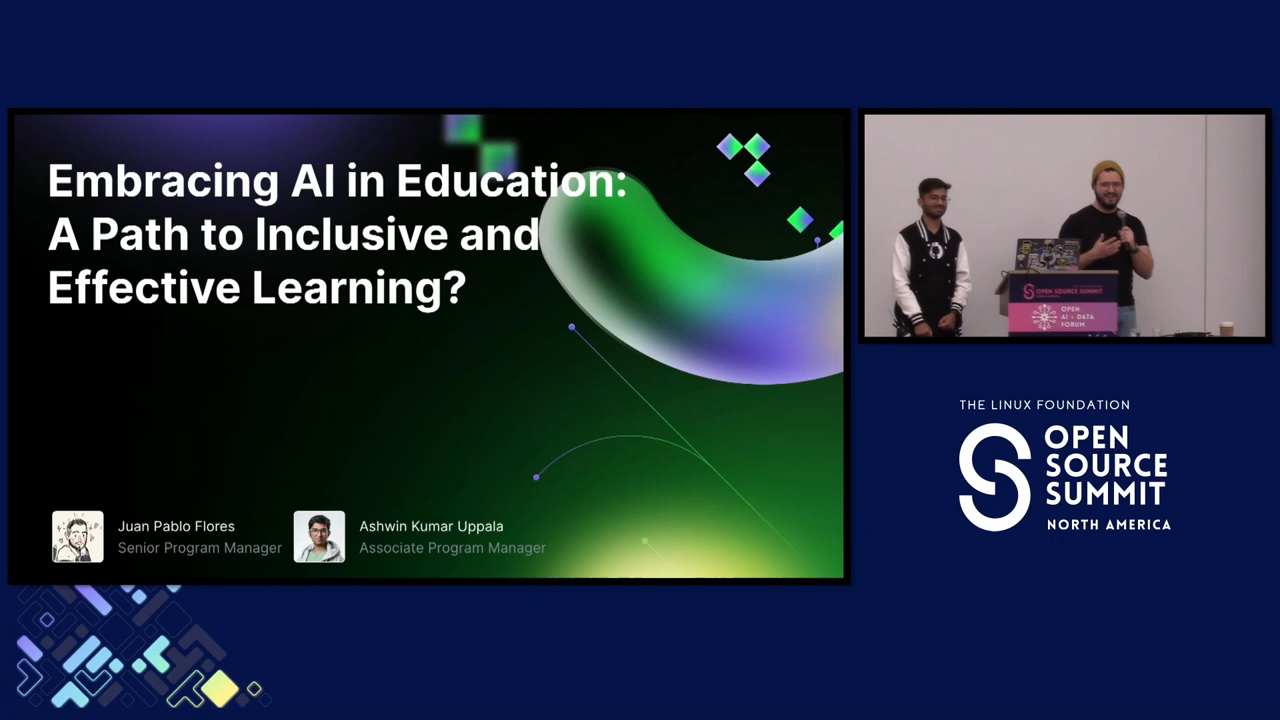 Embracing AI in Education:
A Path to Inclusive and
Effective Learning?
Juan Pablo Flores
Senior Program Manager
Ashwin Kumar Uppala
Associate Program Manager
OPEN SOURCE SUMMIT
OPEN
AI + DATA
FORUM
THE LINUX FOUNDATION
OPEN
SOURCE
SUMMIT
NORTH AMERICA